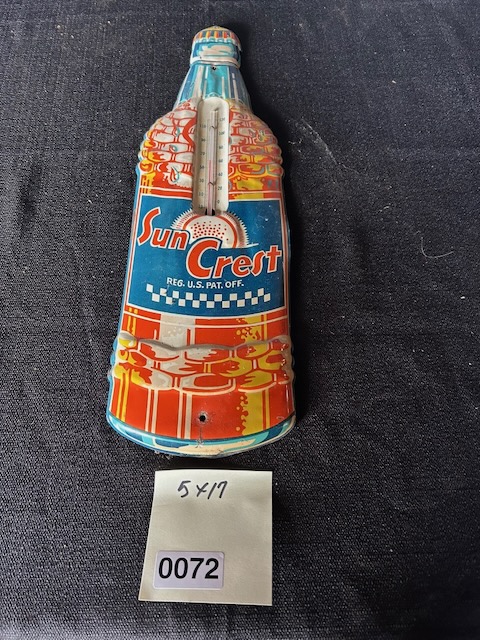 Sun
Crest
REG. U.S. PAT. OFF.
5x17
0072